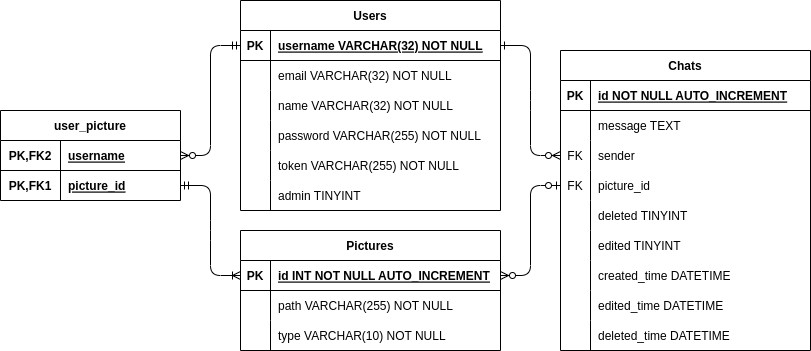 Users
PK username VARCHAR(32) NOT NULL
email VARCHAR(32) NOT NULL
name VARCHAR(32) NOT NULL
password VARCHAR(255) NOT NULL
token VARCHAR(255) NOT NULL
admin TINYINT
user_picture
PK,FK2 username
PK,FK1 picture_id
Pictures
PK id INT NOT NULL AUTO_INCREMENT
path VARCHAR(255) NOT NULL
type VARCHAR(10) NOT NULL
Chats
PK id NOT NULL AUTO_INCREMENT
message TEXT
FK sender
FK picture_id
deleted TINYINT
edited TINYINT
created_time DATETIME
edited_time DATETIME
deleted_time DATETIME